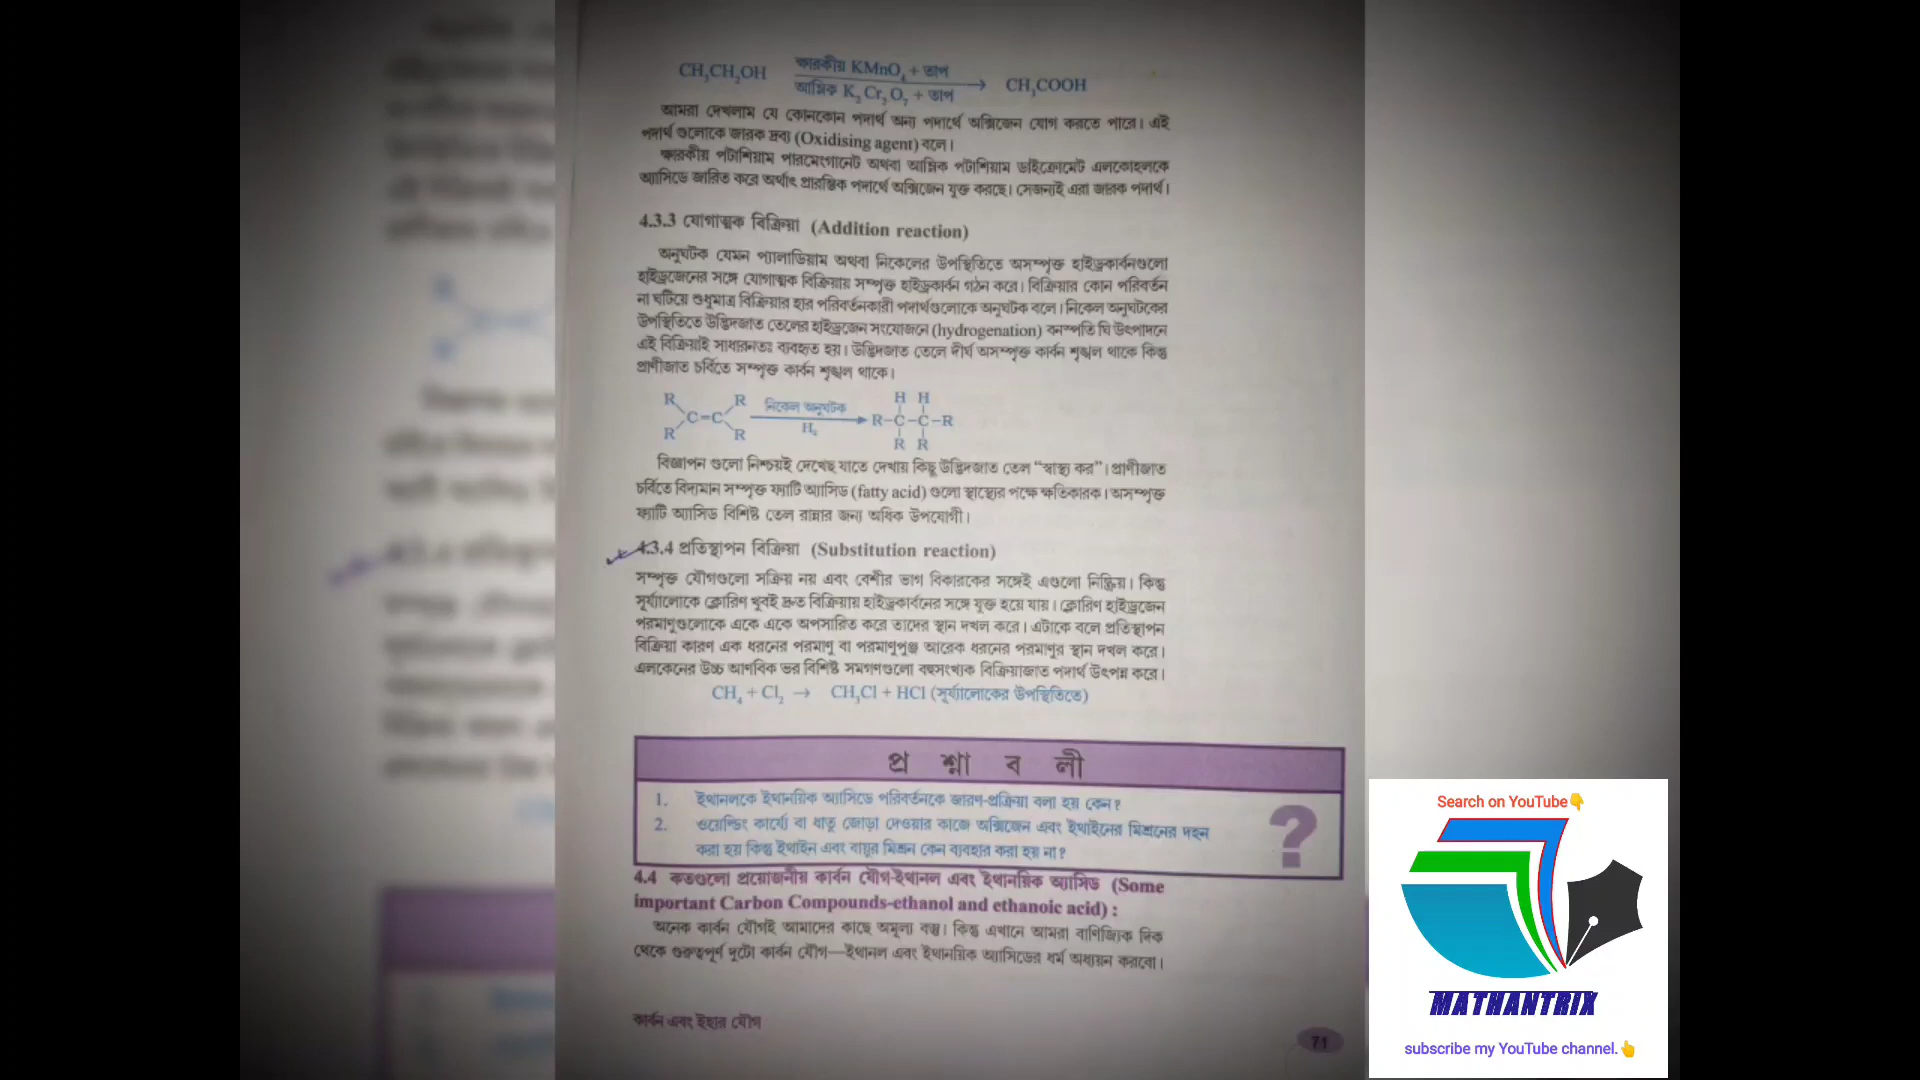 CH₃CH₂OH ক্ষারকীয় KMnO₄ + তাপ CH₃COOH
আম্লিক K₂Cr₂O₇ + তাপ
আমরা দেখলাম যে কোনকোন পদার্থ অন্য পদার্থে অক্সিজেন যোগ করতে পারে। এই
পদার্থ গুলোকে জারক দ্রব্য (Oxidising agent) বলে।
ক্ষারকীয় পটাশিয়াম পারমেংগানেট অথবা আম্লিক পটাশিয়াম ডাইক্রোমেট এলকোহলকে
অ্যাসিডে জারিত করে অর্থাৎ প্রারম্ভিক পদার্থে অক্সিজেন যুক্ত করছে। সেজন্যই এরা জারক পদার্থ।
4.3.3 যোগাত্মক বিক্রিয়া (Addition reaction)
অনুঘটক যেমন প্যালাডিয়াম অথবা নিকেলের উপস্থিতিতে অসম্পৃক্ত হাইড্রকার্বনগুলো
হাইড্রজেনের সঙ্গে যোগাত্মক বিক্রিয়ায় সম্পৃক্ত হাইড্রকার্বন গঠন করে। বিক্রিয়ার কোন পরিবর্তন
না ঘটিয়ে শুধুমাত্র বিক্রিয়ার হার পরিবর্তনকারী পদার্থগুলোকে অনুঘটক বলে। নিকেল অনুঘটকের
উপস্থিতিতে উদ্ভিদজাত তেলের হাইড্রজেন সংযোজনে (hydrogenation) বনস্পতি ঘি উৎপাদনে
এই বিক্রিয়াই সাধারনতঃ ব্যবহৃত হয়। উদ্ভিদজাত তেলে দীর্ঘ অসম্পৃক্ত কার্বন শৃঙ্খল থাকে কিন্তু
প্রাণীজাত চর্বিতে সম্পৃক্ত কার্বন শৃঙ্খল থাকে।
H H
R R নিকেল অনুঘটক
C=C R–C–C–R
R R H₂
R R
বিজ্ঞাপন গুলো নিশ্চয়ই দেখেছ যাতে দেখায় কিছু উদ্ভিদজাত তেল “স্বাস্থ্য কর”। প্রাণীজাত
চর্বিতে বিদ্যমান সম্পৃক্ত ফ্যাটি অ্যাসিড (fatty acid) গুলো স্বাস্থ্যের পক্ষে ক্ষতিকারক। অসম্পৃক্ত
ফ্যাটি অ্যাসিড বিশিষ্ট তেল রান্নার জন্য অধিক উপযোগী।
4.3.4 প্রতিস্থাপন বিক্রিয়া (Substitution reaction)
সম্পৃক্ত যৌগগুলো সক্রিয় নয় এবং বেশীর ভাগ বিকারকের সঙ্গেই এগুলো নিষ্ক্রিয়। কিন্তু
সূর্য্যালোকে ক্লোরিণ খুবই দ্রুত বিক্রিয়ায় হাইড্রকার্বনের সঙ্গে যুক্ত হয়ে যায়। ক্লোরিণ হাইড্রজেন
পরমাণুগুলোকে একে একে অপসারিত করে তাদের স্থান দখল করে। এটাকে বলে প্রতিস্থাপন
বিক্রিয়া কারণ এক ধরনের পরমাণু বা পরমাণুপুঞ্জ আরেক ধরনের পরমাণুর স্থান দখল করে।
এলকেনের উচ্চ আণবিক ভর বিশিষ্ট সমগণগুলো বহুসংখ্যক বিক্রিয়াজাত পদার্থ উৎপন্ন করে।
CH₄ + Cl₂ → CH₃Cl + HCl (সূর্য্যালোকের উপস্থিতিতে)
প্র শ্না ব লী
1. ইথানলকে ইথানয়িক অ্যাসিডে পরিবর্তনকে জারণ-প্রক্রিয়া বলা হয় কেন?
2. ওয়েল্ডিং কার্য্যে বা ধাতু জোড়া দেওয়ার কাজে অক্সিজেন এবং ইথাইনের মিশ্রনের দহন
করা হয় কিন্তু ইথাইন এবং বায়ুর মিশ্রন কেন ব্যবহার করা হয় না?
?
4.4 কতগুলো প্রয়োজনীয় কার্বন যৌগ-ইথানল এবং ইথানয়িক অ্যাসিড (Some
important Carbon Compounds-ethanol and ethanoic acid) :
অনেক কার্বন যৌগই আমাদের কাছে অমূল্য বস্তু। কিন্তু এখানে আমরা বাণিজ্যিক দিক
থেকে গুরুত্বপূর্ণ দুটো কার্বন যৌগ—ইথানল এবং ইথানয়িক অ্যাসিডের ধর্ম অধ্যয়ন করবো।
কার্বন এবং ইহার যৌগ
71
Search on YouTube👇
MATHANTRIX
subscribe my YouTube channel.👆